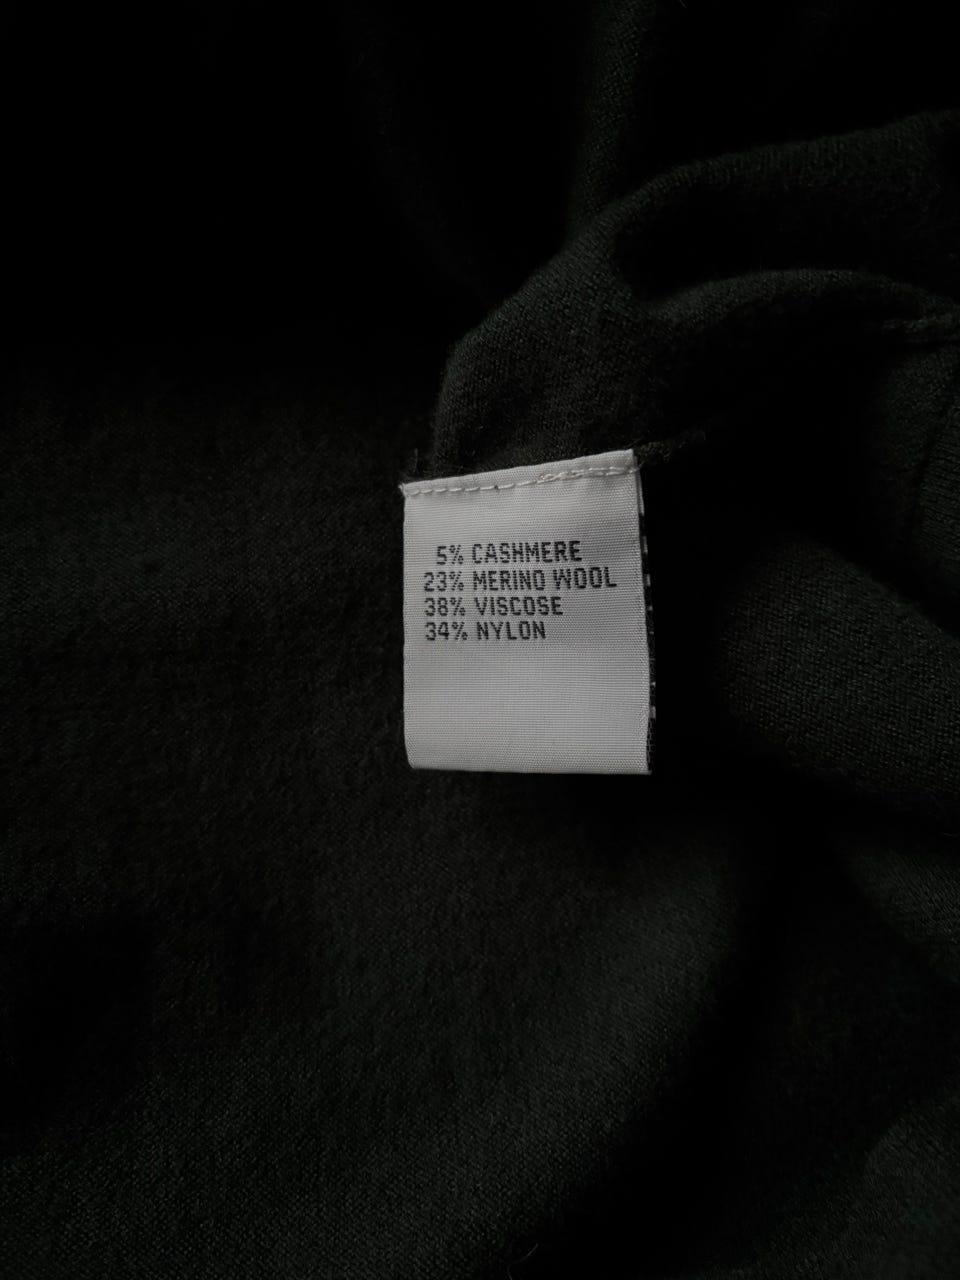 5% CASHMERE
23% MERINO WOOL
38% VISCOSE
34% NYLON